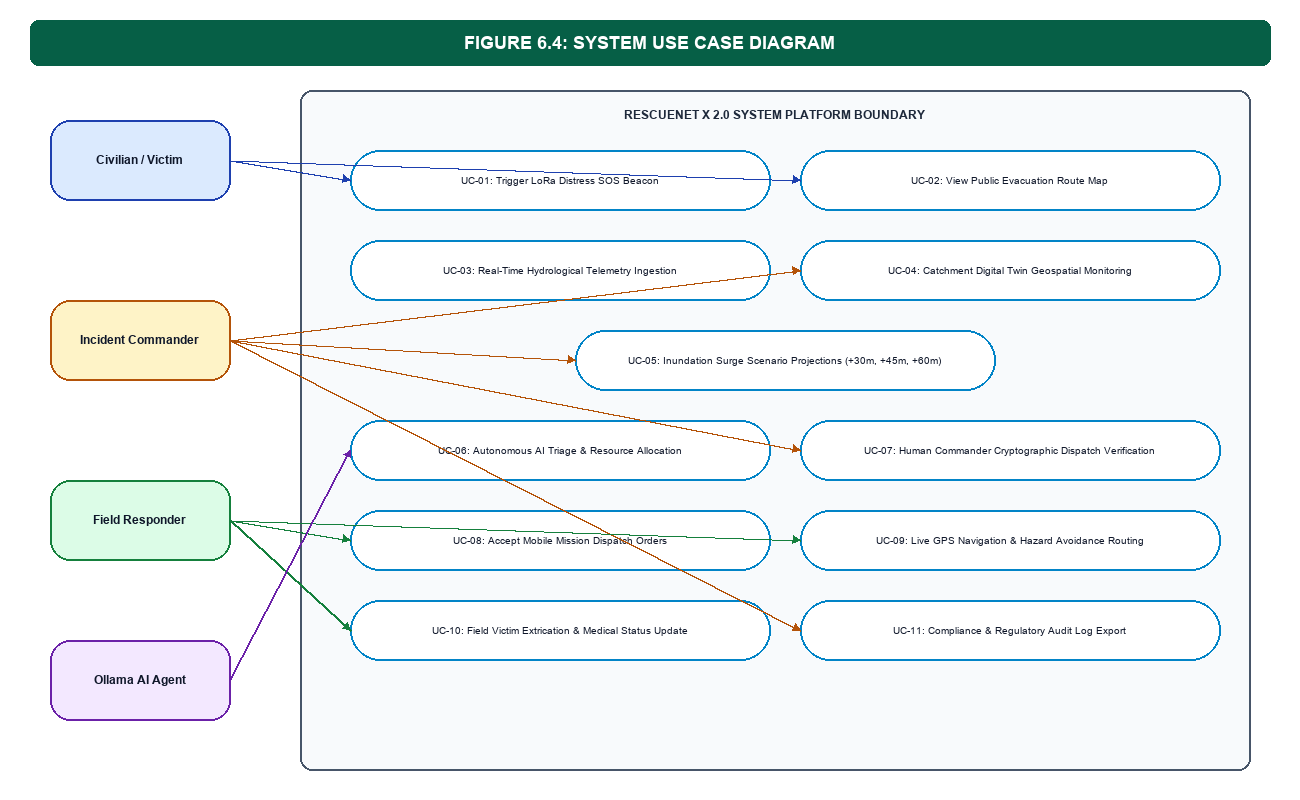 FIGURE 6.4: SYSTEM USE CASE DIAGRAM
RESCUENET X 2.0 SYSTEM PLATFORM BOUNDARY
Civilian / Victim
UC-01: Trigger LoRa Distress SOS Beacon
UC-02: View Public Evacuation Route Map
UC-03: Real-Time Hydrological Telemetry Ingestion
UC-04: Catchment Digital Twin Geospatial Monitoring
Incident Commander
UC-05: Inundation Surge Scenario Projections (+30m, +45m, +60m)
UC-06: Autonomous AI Triage & Resource Allocation
UC-07: Human Commander Cryptographic Dispatch Verification
Field Responder
UC-08: Accept Mobile Mission Dispatch Orders
UC-09: Live GPS Navigation & Hazard Avoidance Routing
UC-10: Field Victim Extrication & Medical Status Update
UC-11: Compliance & Regulatory Audit Log Export
Ollama AI Agent